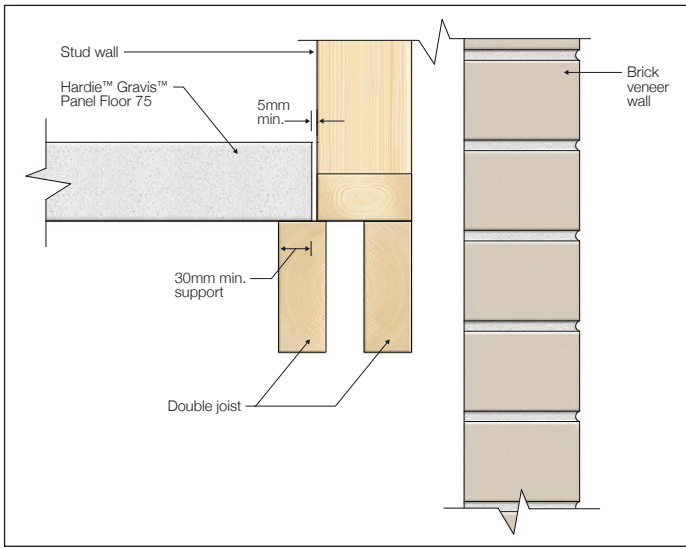 Stud wall
Hardie™ Gravis™
Panel Floor 75
5mm
min.
Brick
veneer
wall
30mm min.
support
Double joist